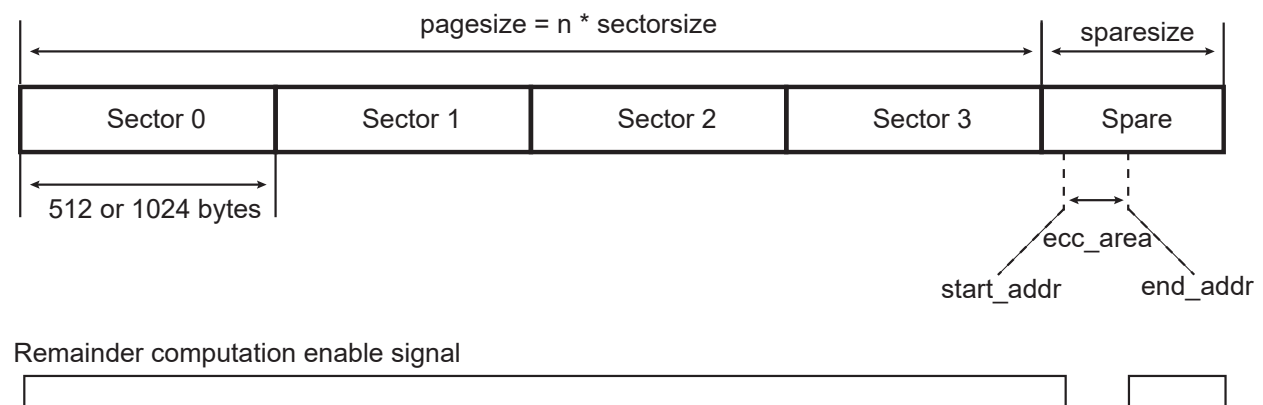 pagesize = n * sectorsize
sparesize
Sector 0
Sector 1
Sector 2
Sector 3
Spare
512 or 1024 bytes
ecc_area
start_addr
end_addr
Remainder computation enable signal